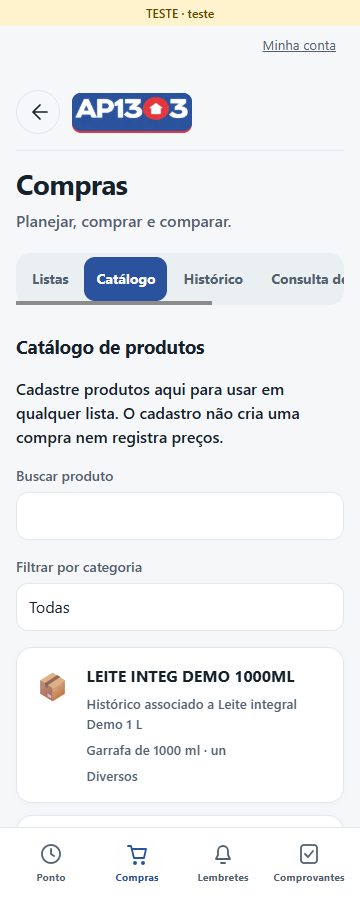 TESTE · teste
Minha conta
AP1303
Compras
Planejar, comprar e comparar.
Listas Catálogo Histórico Consulta de
Catálogo de produtos
Cadastre produtos aqui para usar em
qualquer lista. O cadastro não cria uma
compra nem registra preços.
Buscar produto
Filtrar por categoria
Todas
LEITE INTEG DEMO 1000ML
Histórico associado a Leite integral
Demo 1 L
Garrafa de 1000 ml · un
Diversos
Ponto Compras Lembretes Comprovantes